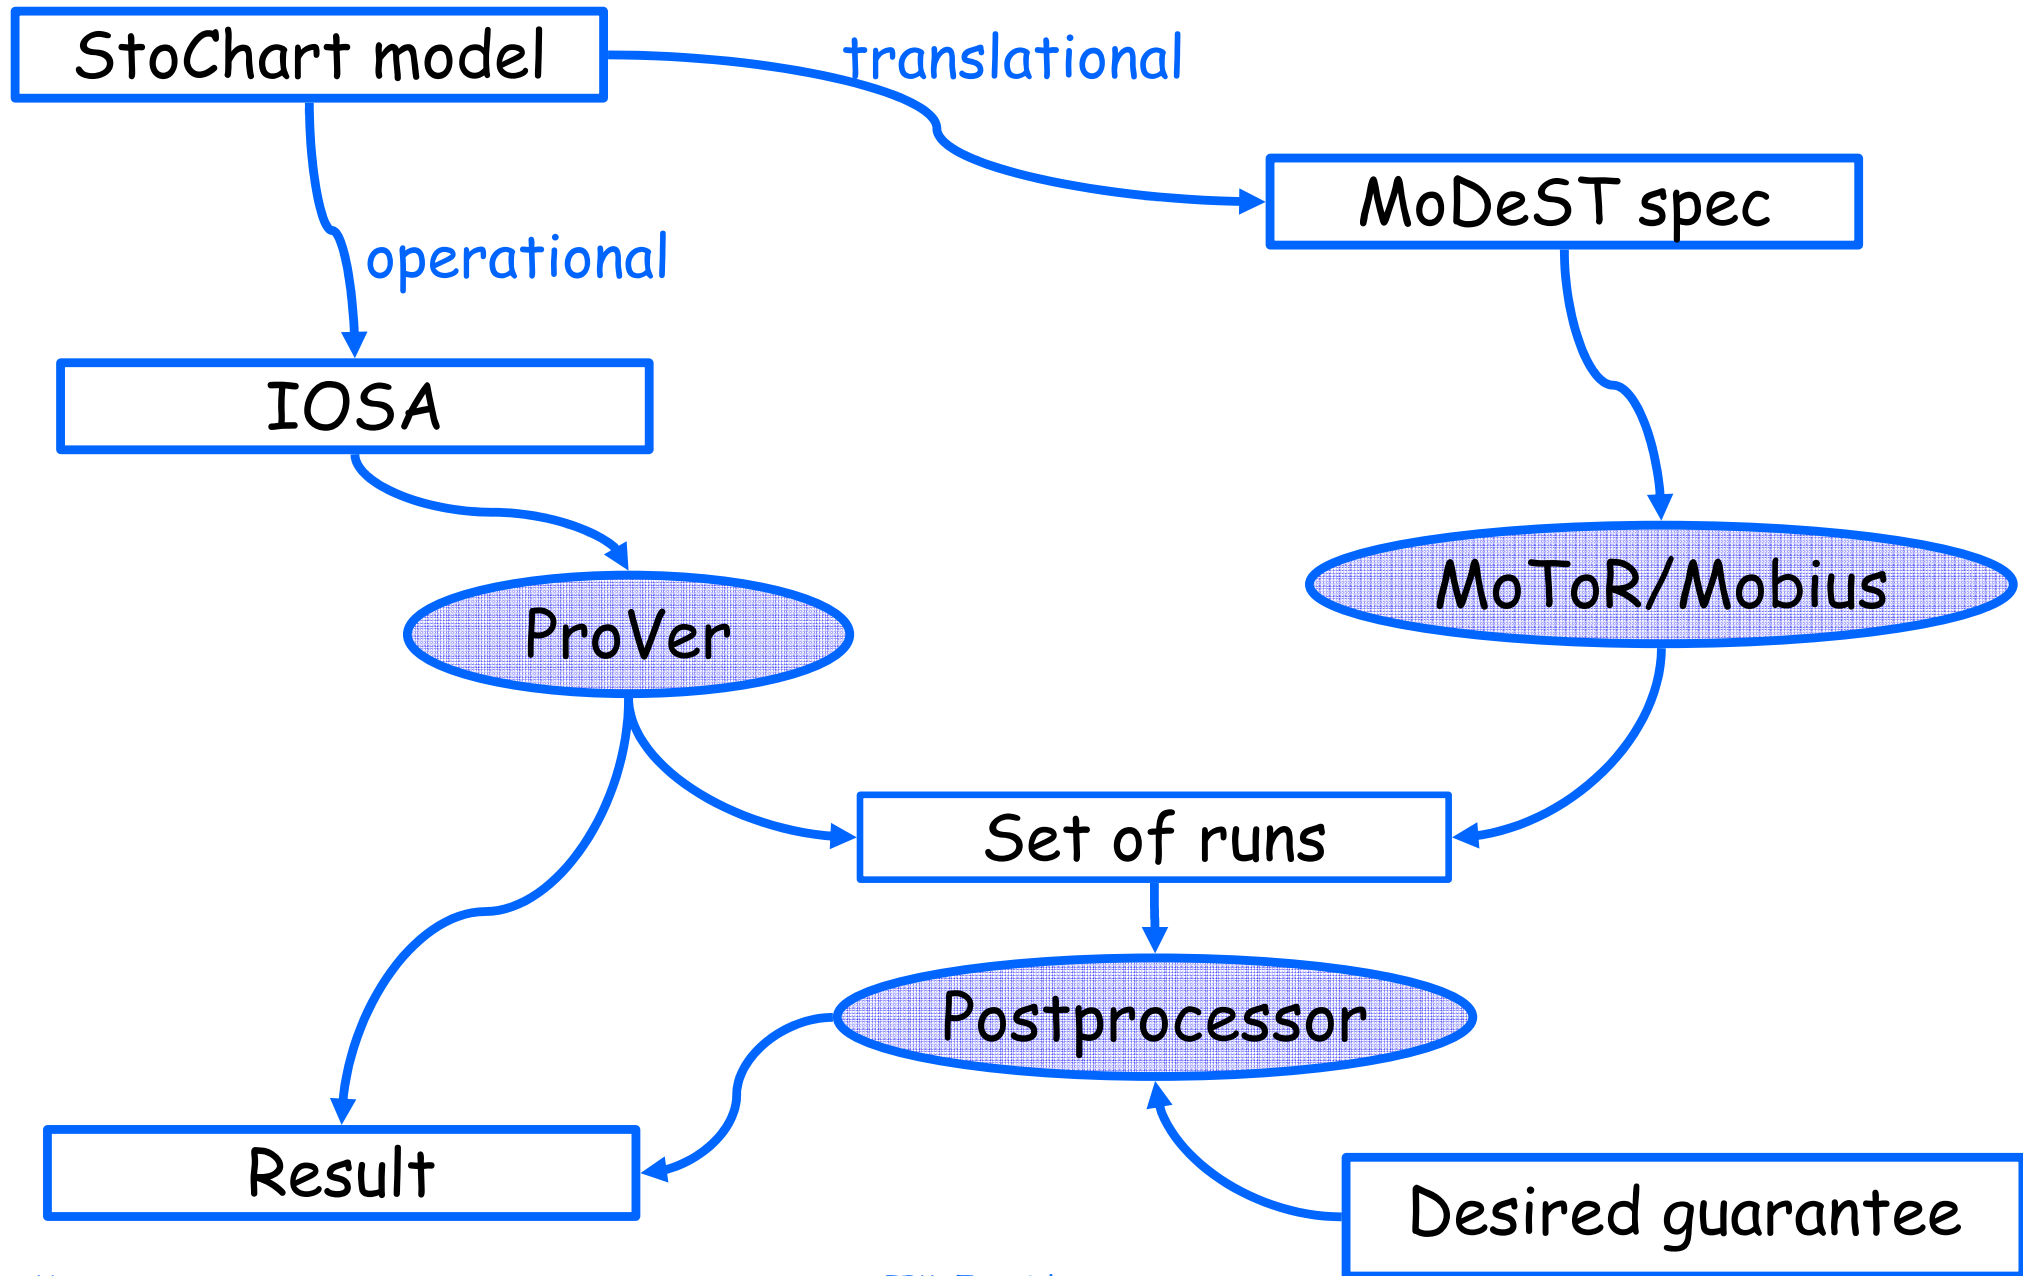 StoChart model
translational
MoDeST spec
operational
IOSA
MoToR/Mobius
ProVer
Set of runs
Postprocessor
Result
Desired guarantee